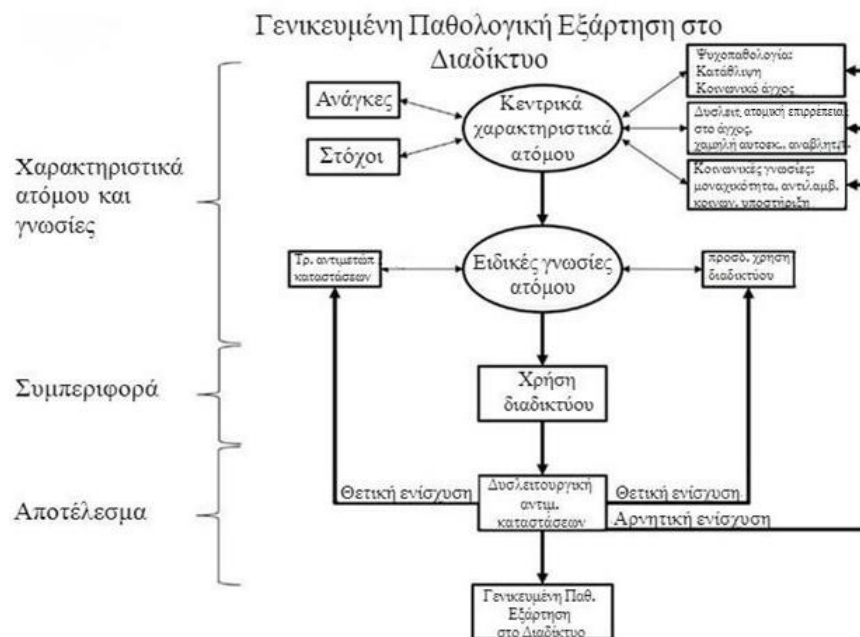 Γενικευμένη Παθολογική Εξάρτηση στο
Διαδίκτυο
Χαρακτηριστικά
ατόμου και
γνωσίες
Ανάγκες
Στόχοι
Κεντρικά
χαρακτηριστικά
ατόμου
Ψυχοπαθολογία:
Κατάθλιψη
Κοινωνικό άγχος
Δυσλειτ. ατομική επιρρέπεια:
στο άγχος,
χαμηλή αυτοεκ., αναβλητ.
Κοινωνικές γνωσίες:
μοναχικότητα, αντιλαμβ.
κοινων. υποστήριξη
Τρ. αντιμετώπ.
καταστάσεων
Ειδικές γνωσίες
ατόμου
προσδ. χρήση
διαδικτύου
Συμπεριφορά
Χρήση
διαδικτύου
Αποτέλεσμα
Θετική ενίσχυση
Δυσλειτουργική
αντιμ.
καταστάσεων
Θετική ενίσχυση
Αρνητική ενίσχυση
Γενικευμένη Παθ.
Εξάρτηση
στο Διαδίκτυο